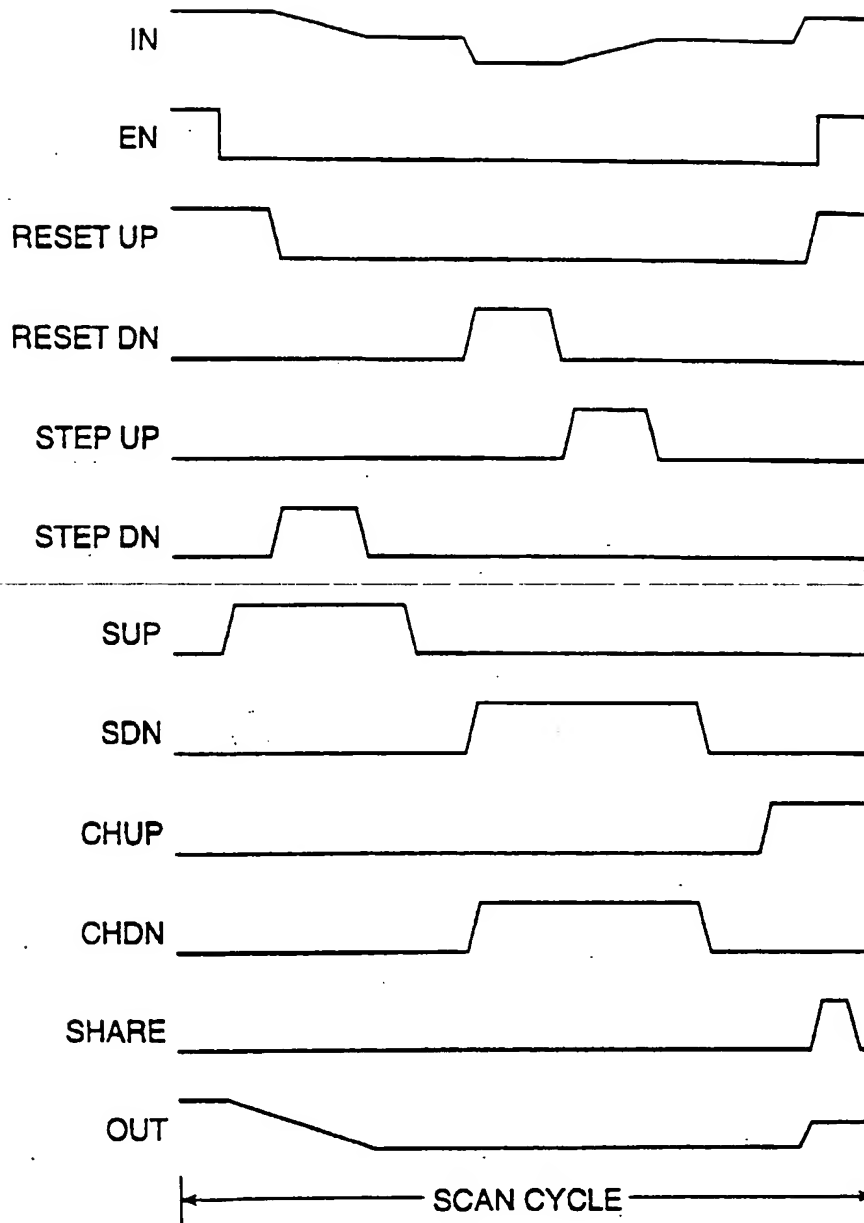 IN
EN
RESET UP
RESET DN
STEP UP
STEP DN
SUP
SDN
CHUP
CHDN
SHARE
OUT
SCAN CYCLE